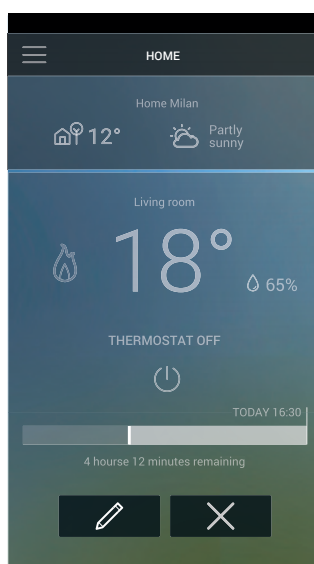 HOME
Home Milan
12°
Partly
sunny
Living room
18°
65%
THERMOSTAT OFF
TODAY 16:30
4 hourse 12 minutes remaining